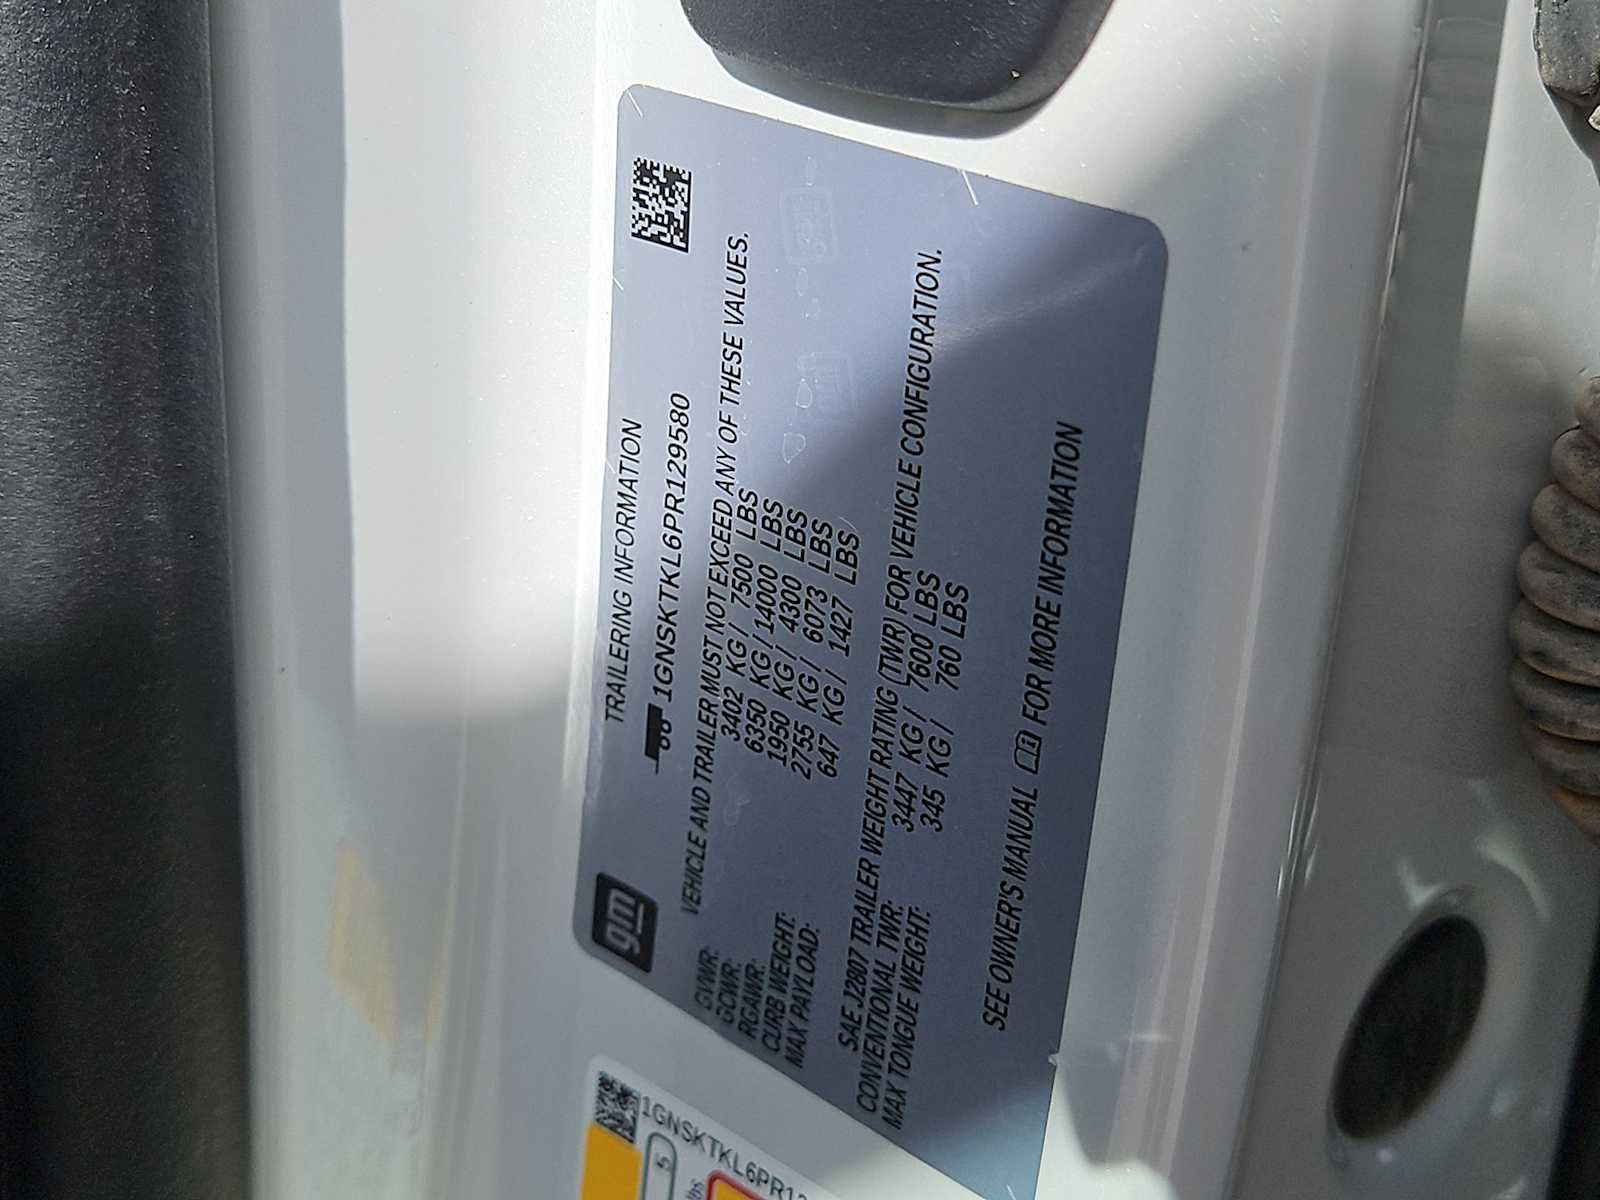 gm
TRAILERING INFORMATION
1GNSKTKL6PR129580
VEHICLE AND TRAILER MUST NOT EXCEED ANY OF THESE VALUES.
GVWR: 3402 KG / 7500 LBS
GCWR: 6350 KG / 14000 LBS
RGAWR: 1950 KG / 4300 LBS
CURB WEIGHT: 2755 KG / 6073 LBS
MAX PAYLOAD: 647 KG / 1427 LBS
SAE J2807 TRAILER WEIGHT RATING (TWR) FOR VEHICLE CONFIGURATION.
CONVENTIONAL TWR: 3447 KG / 7600 LBS
MAX TONGUE WEIGHT: 345 KG / 760 LBS
SEE OWNER'S MANUAL FOR MORE INFORMATION
1GNSKTKL6PR12
5
lbs